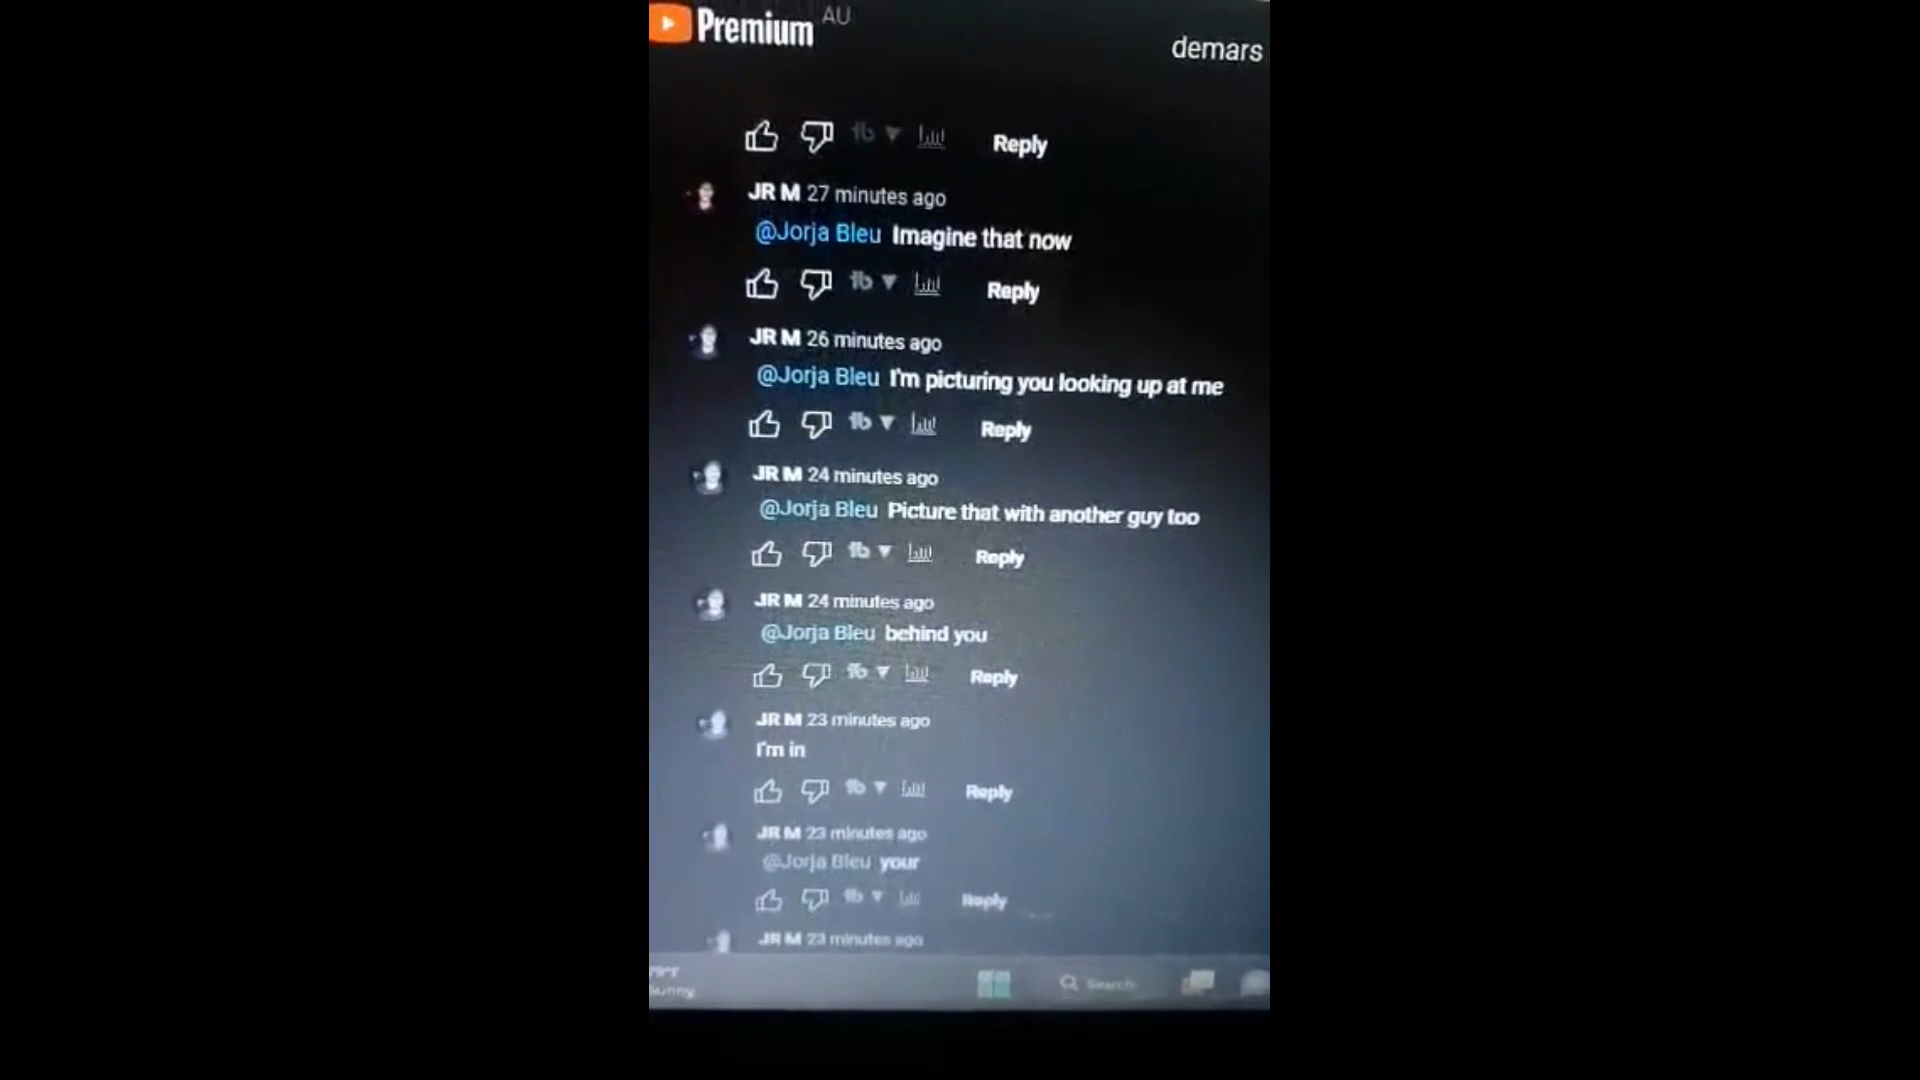 Premium AU
demars
Reply
JR M 27 minutes ago
@Jorja Bleu Imagine that now
Reply
JR M 26 minutes ago
@Jorja Bleu I'm picturing you looking up at me
Reply
JR M 24 minutes ago
@Jorja Bleu Picture that with another guy too
Reply
JR M 24 minutes ago
@Jorja Bleu behind you
Reply
JR M 23 minutes ago
I'm in
Reply
JR M 23 minutes ago
@Jorja Bleu your
Reply
JR M 23 minutes ago
Sunny
Search